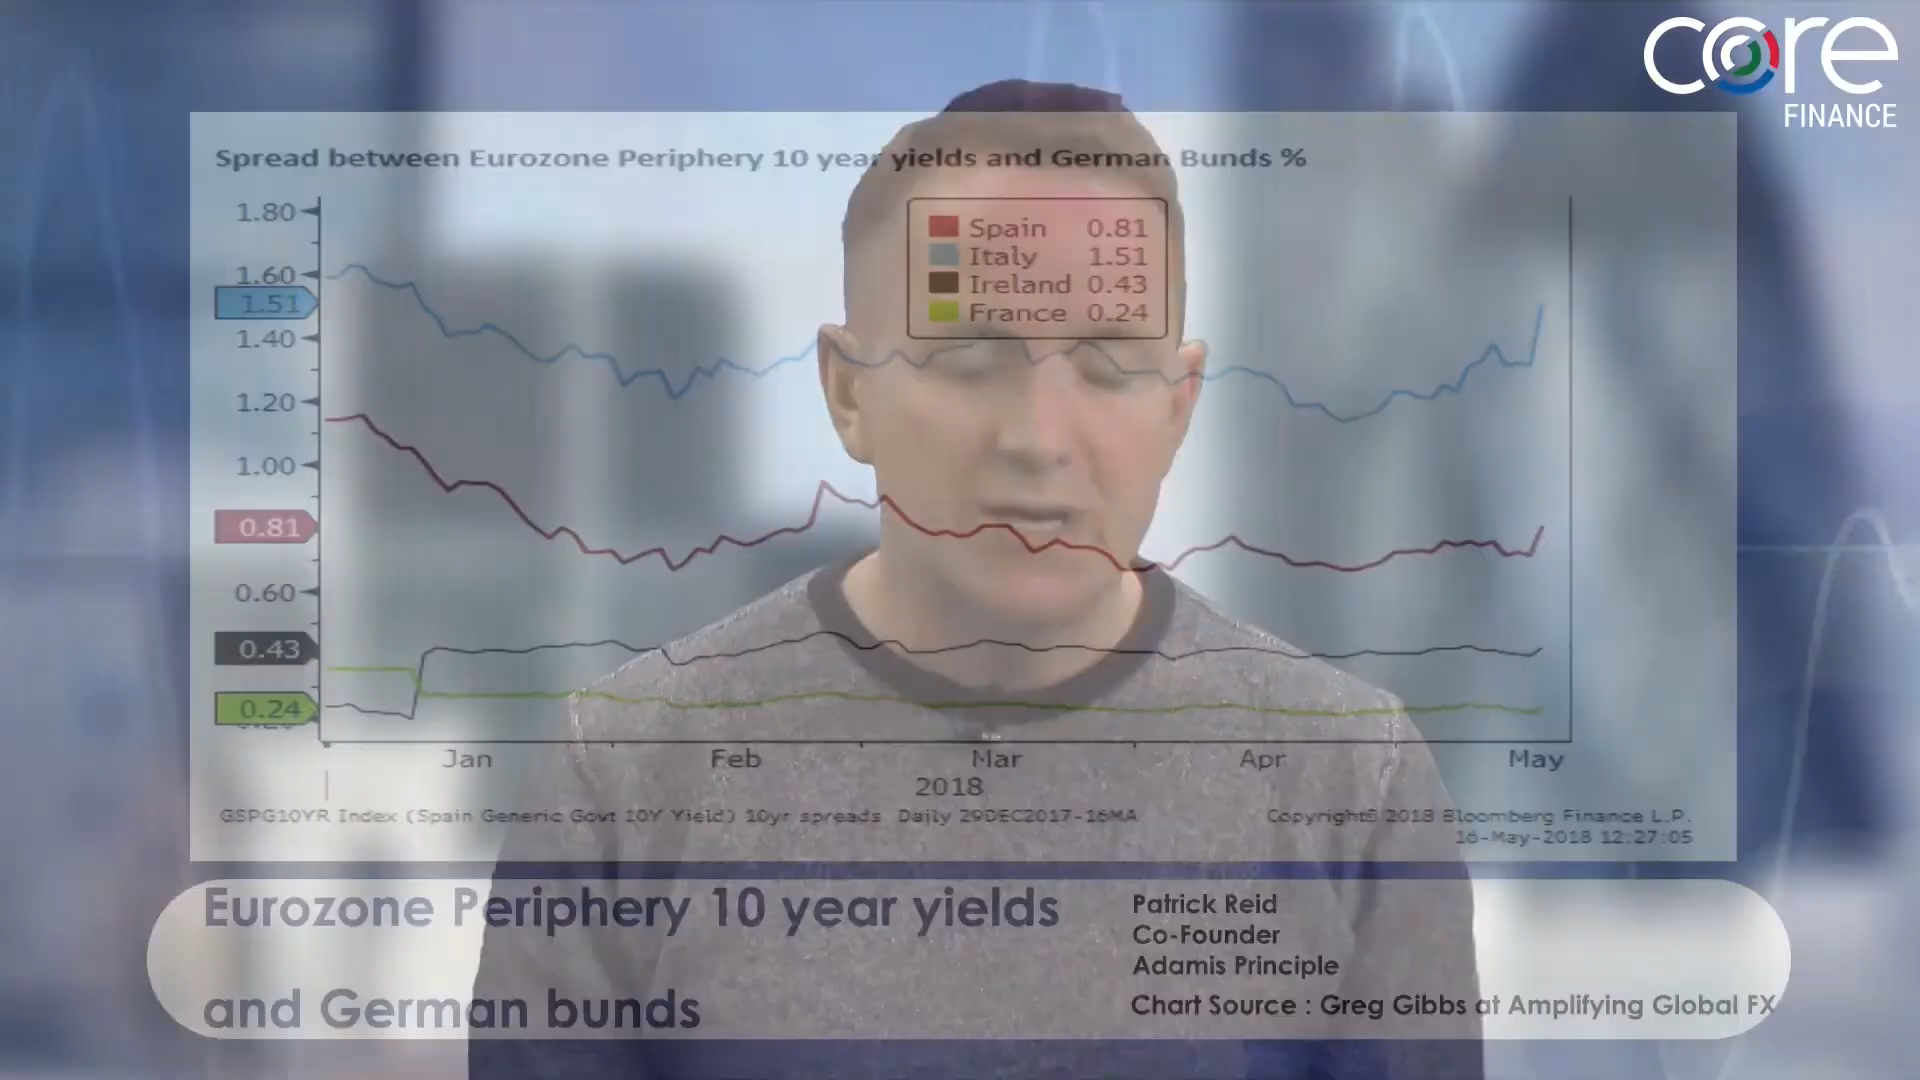 core
FINANCE
Spread between Eurozone Periphery 10 year yields and German Bunds %
Spain 0.81
Italy 1.51
Ireland 0.43
France 0.24
1.80
1.60
1.51
1.40
1.20
1.00
0.81
0.60
0.43
0.24
Jan Feb Mar Apr May
2018
GSPG10YR Index (Spain Generic Govt 10Y Yield) 10yr spreads Daily 29DEC2017-16MA
Copyright© 2018 Bloomberg Finance L.P.
16-May-2018 12:27:05
Eurozone Periphery 10 year yields
and German bunds
Patrick Reid
Co-Founder
Adamis Principle
Chart Source : Greg Gibbs at Amplifying Global FX